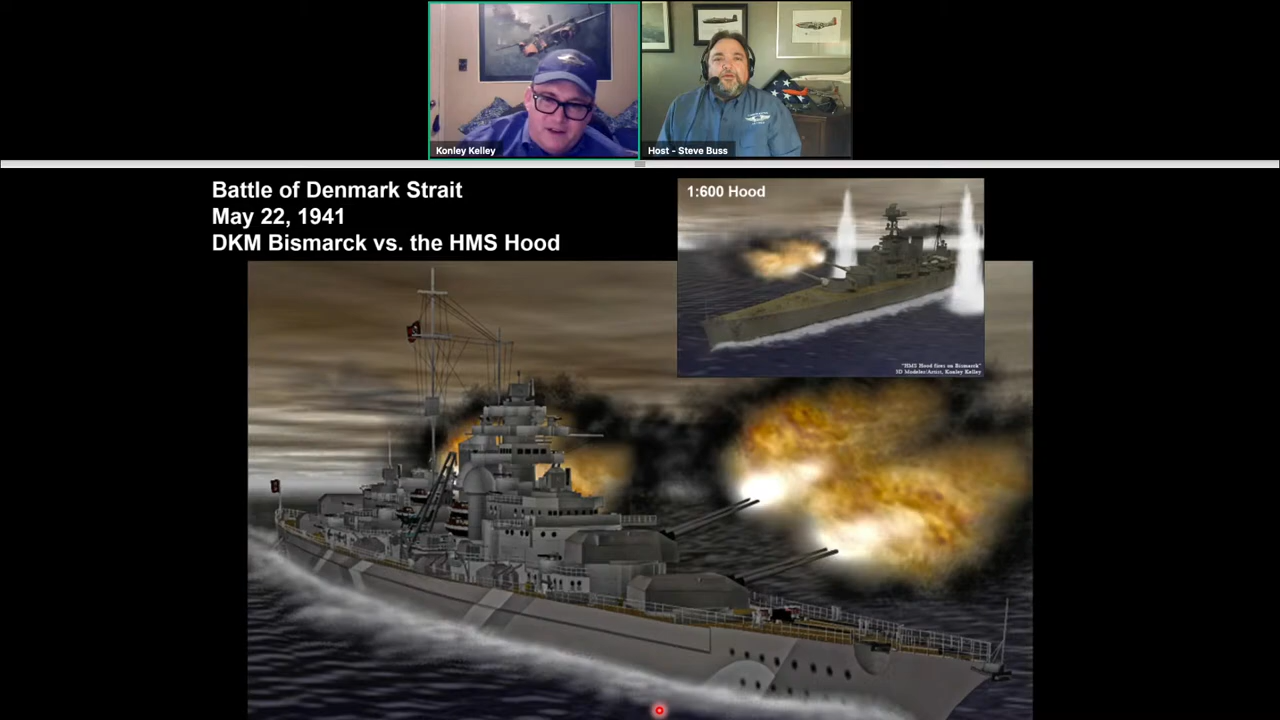 Konley Kelley
Host - Steve Buss
Battle of Denmark Strait
May 22, 1941
DKM Bismarck vs. the HMS Hood
1:600 Hood
"HMS Hood fires on Bismarck"
3D Modeler/Artist, Konley Kelley